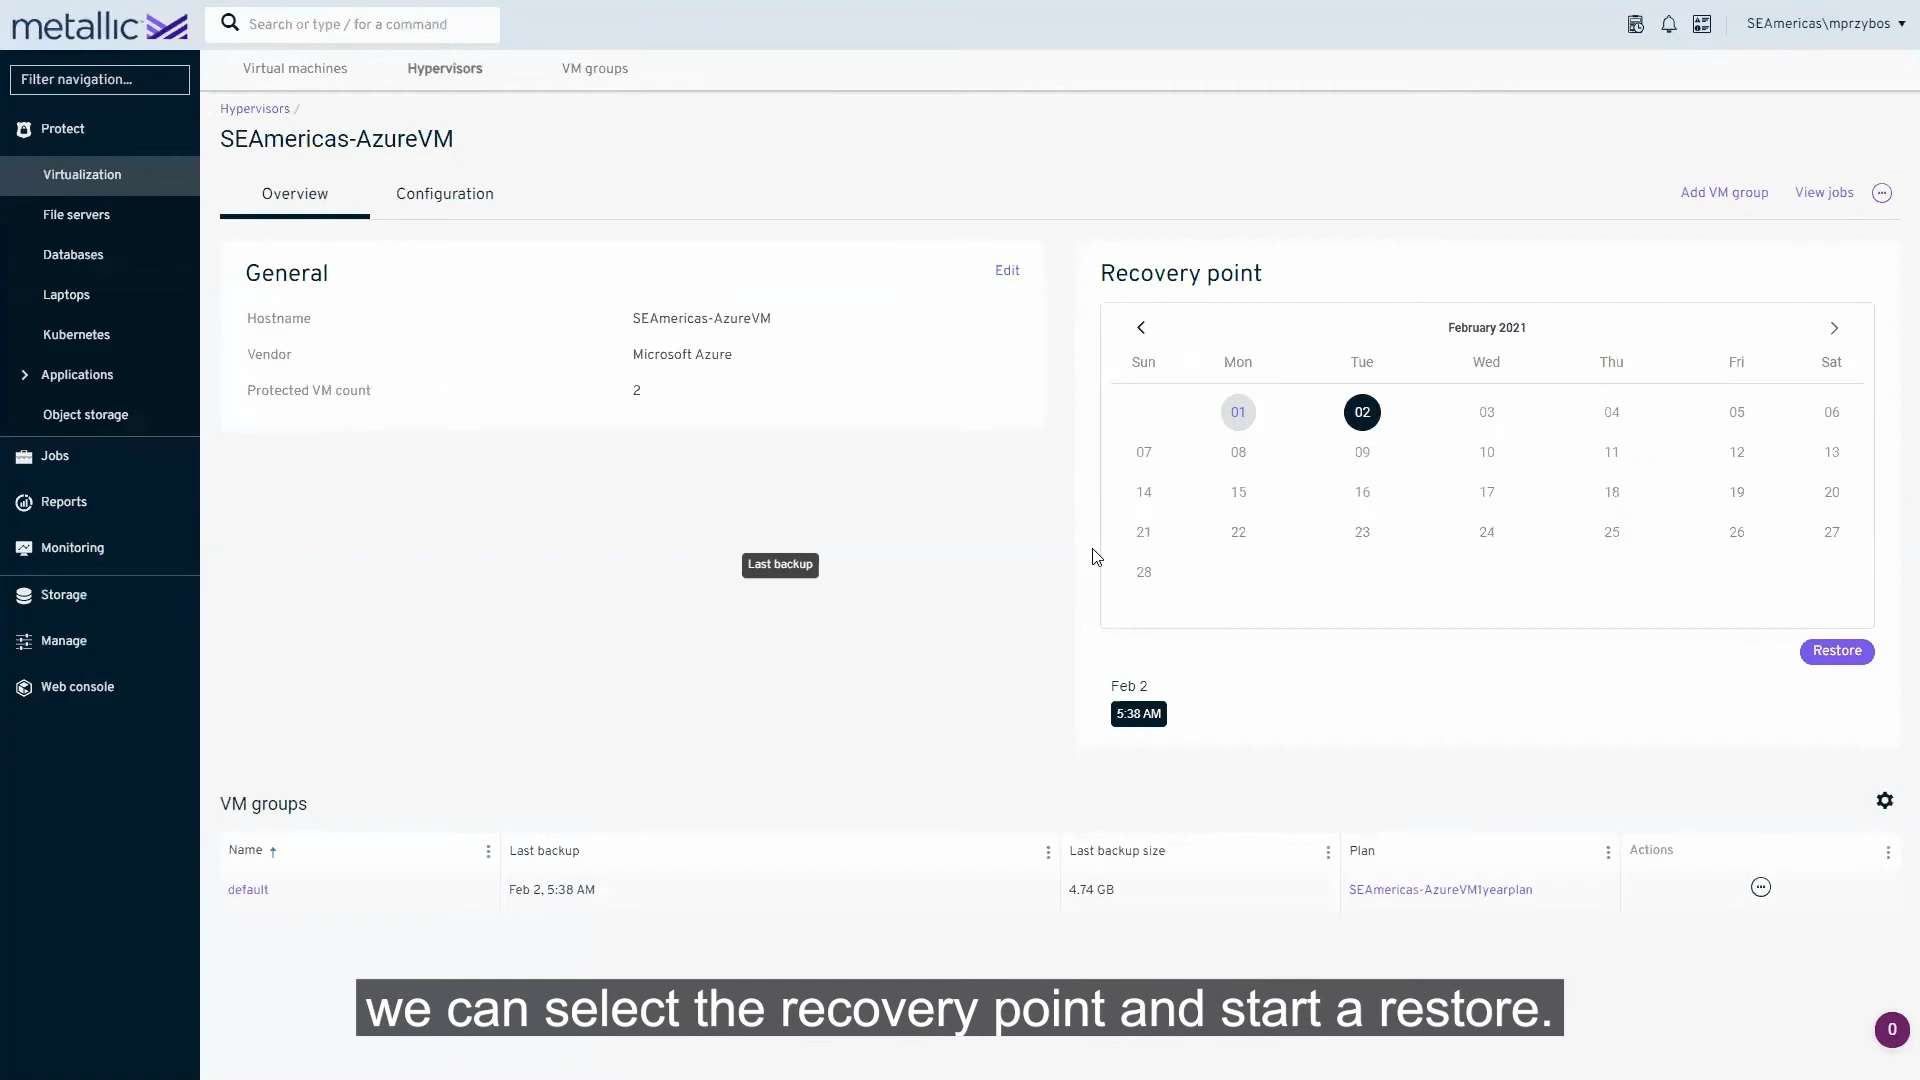 metallic
Search or type / for a command
SEAmericas\mprzybos
Filter navigation...
Protect
Virtualization
File servers
Databases
Laptops
Kubernetes
Applications
Object storage
Jobs
Reports
Monitoring
Storage
Manage
Web console
Virtual machines Hypervisors VM groups
Hypervisors /
SEAmericas-AzureVM
Overview Configuration
Add VM group View jobs
General Edit
Hostname SEAmericas-AzureVM
Vendor Microsoft Azure
Protected VM count 2
Last backup
Recovery point
February 2021
Sun Mon Tue Wed Thu Fri Sat
01 02 03 04 05 06
07 08 09 10 11 12 13
14 15 16 17 18 19 20
21 22 23 24 25 26 27
28
Restore
Feb 2
5:38 AM
VM groups
Name Last backup Last backup size Plan Actions
default Feb 2, 5:38 AM 4.74 GB SEAmericas-AzureVM1yearplan
we can select the recovery point and start a restore.
0